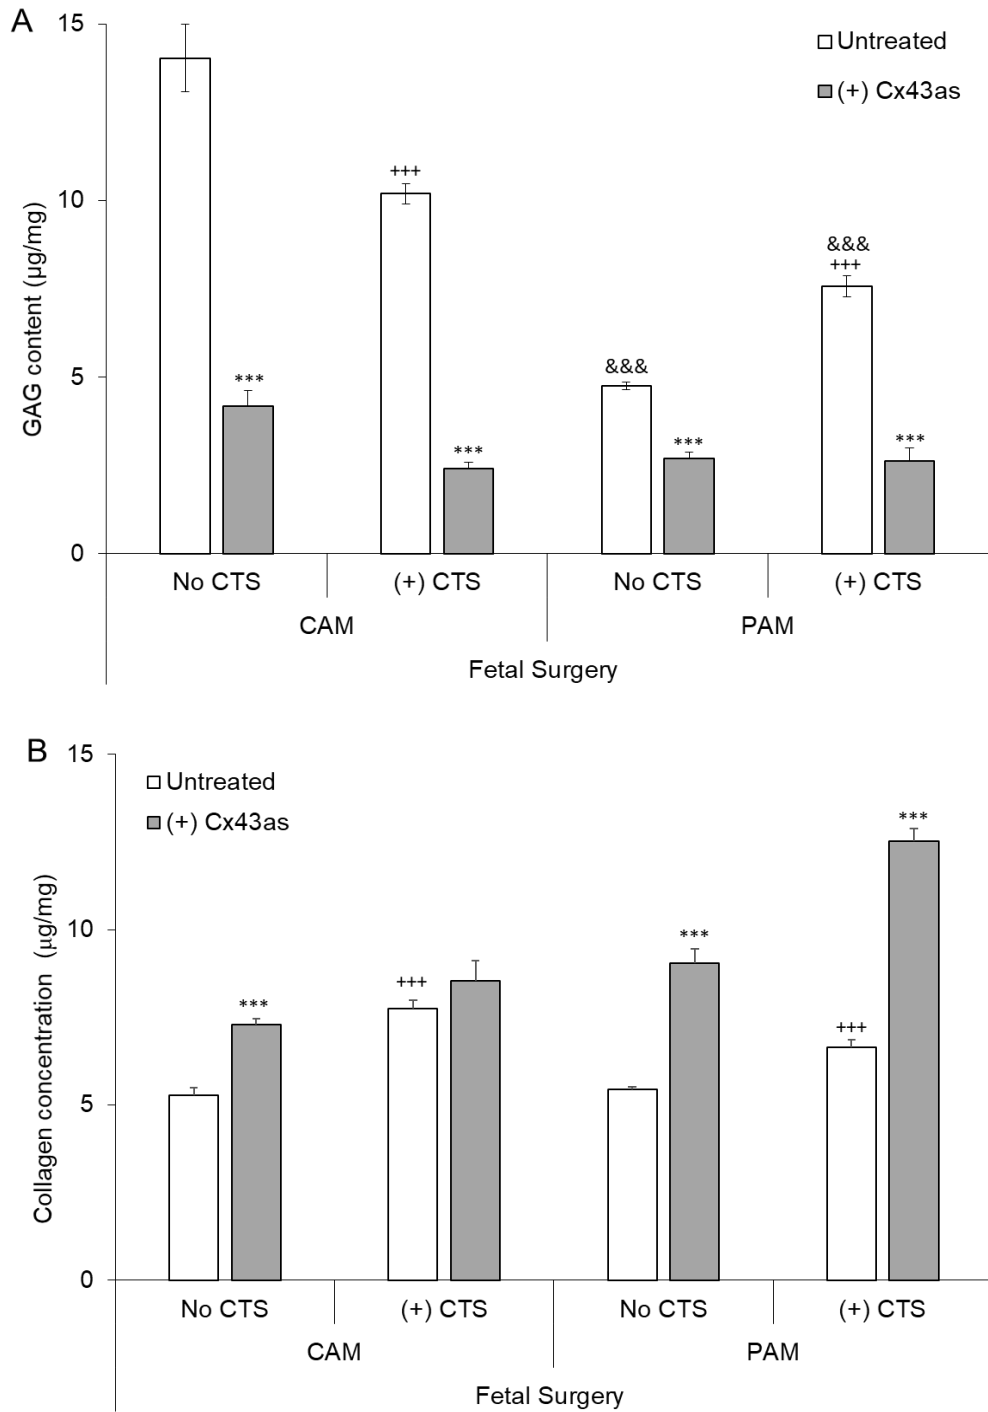 A
15
Untreated
(+) Cx43as
+++
10
&&&
+++
GAG content (µg/mg)
&&&
5
***
***
***
***
0
No CTS (+) CTS No CTS (+) CTS
CAM PAM
Fetal Surgery
B
15
Untreated
(+) Cx43as
***
10
***
+++
***
+++
Collagen concentration (µg/mg)
5
0
No CTS (+) CTS No CTS (+) CTS
CAM PAM
Fetal Surgery